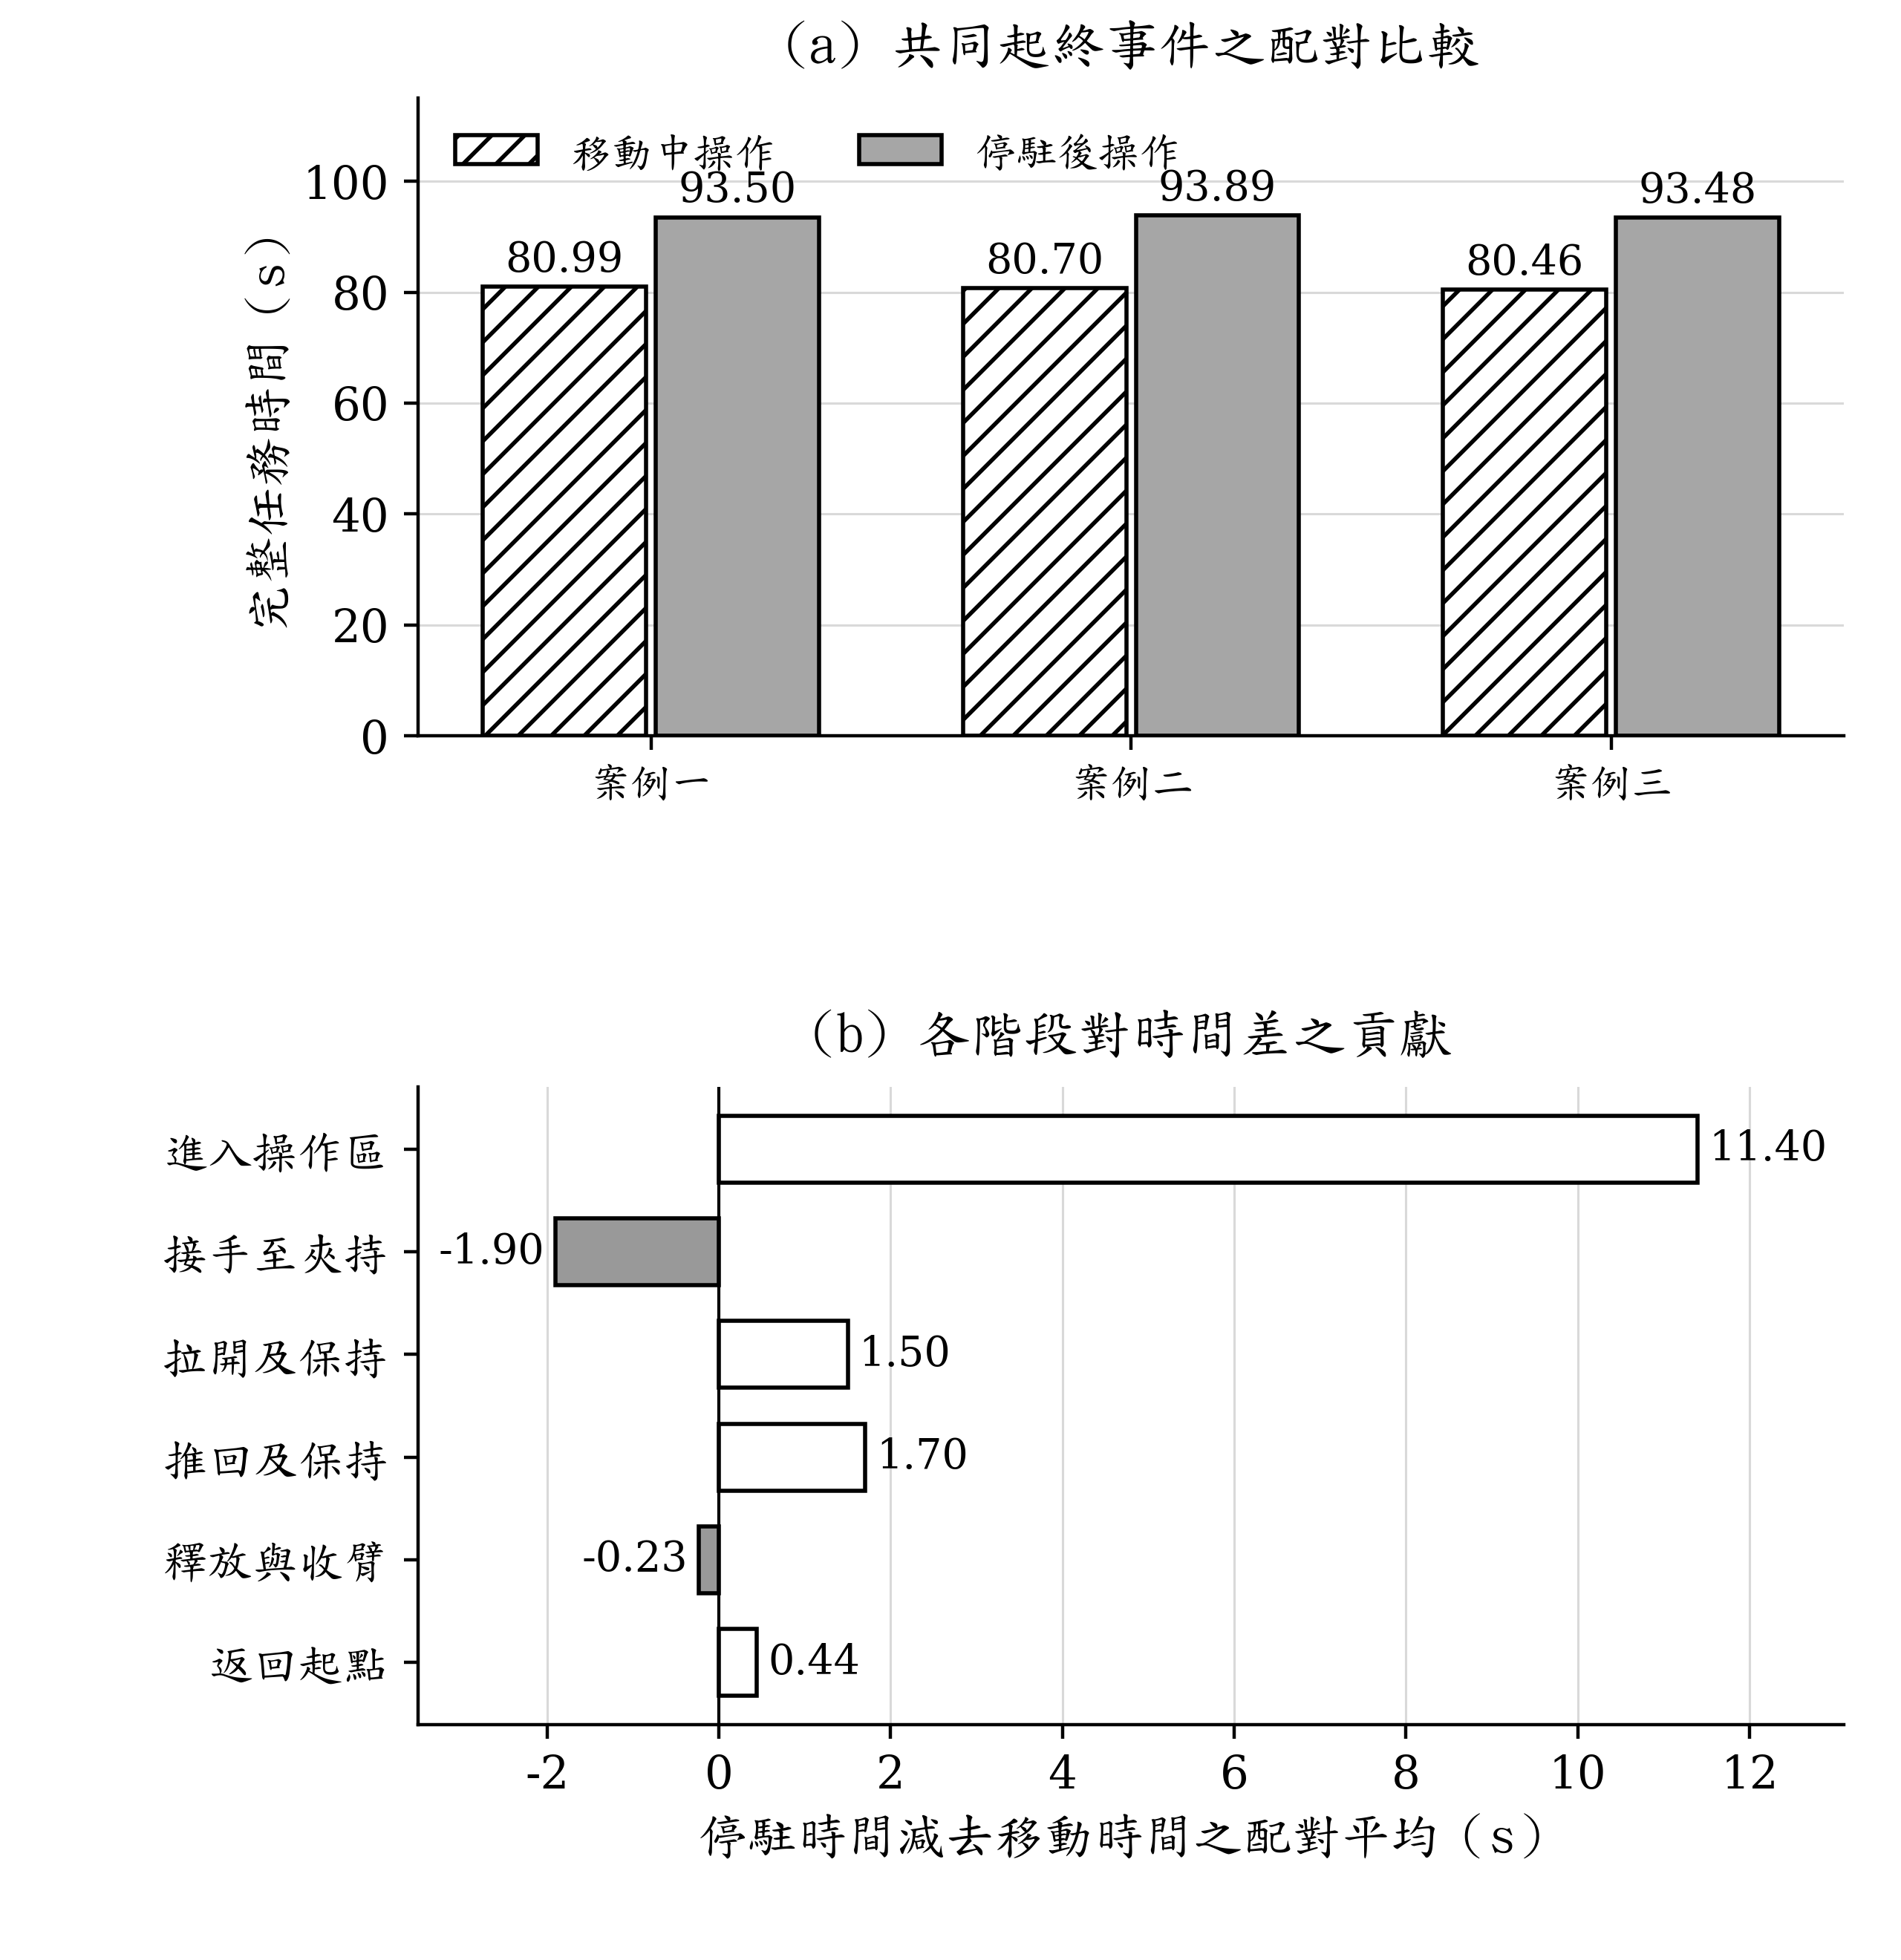 （a）共同起終事件之配對比較
移動中操作 停駐後操作
完整任務時間（s）
100
80
60
40
20
0
80.99 93.50 80.70 93.89 80.46 93.48
案例一 案例二 案例三
（b）各階段對時間差之貢獻
進入操作區 11.40
接手至夾持 -1.90
拉開及保持 1.50
推回及保持 1.70
釋放與收臂 -0.23
返回起點 0.44
-2 0 2 4 6 8 10 12
停駐時間減去移動時間之配對平均（s）